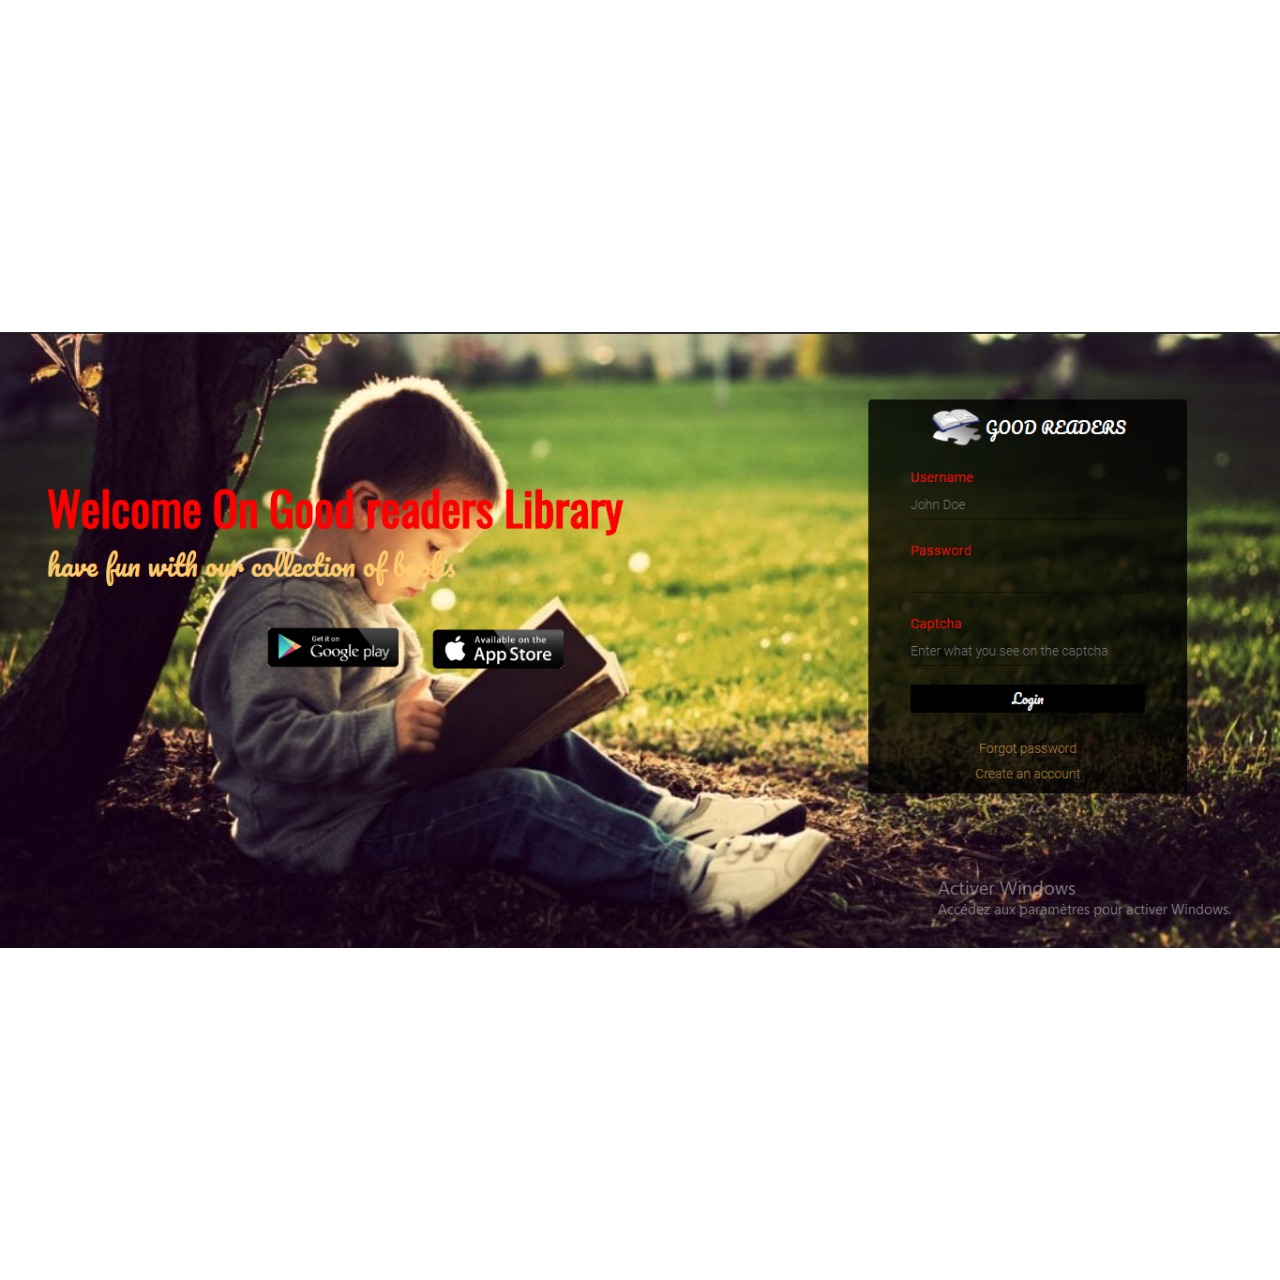 Welcome On Good readers Library
have fun with our collection of books
Get it on
Google play
Available on the
App Store
GOOD READERS
Username
John Doe
Password
Captcha
Enter what you see on the captcha
Login
Forgot password
Create an account
Activer Windows
Accédez aux paramètres pour activer Windows.